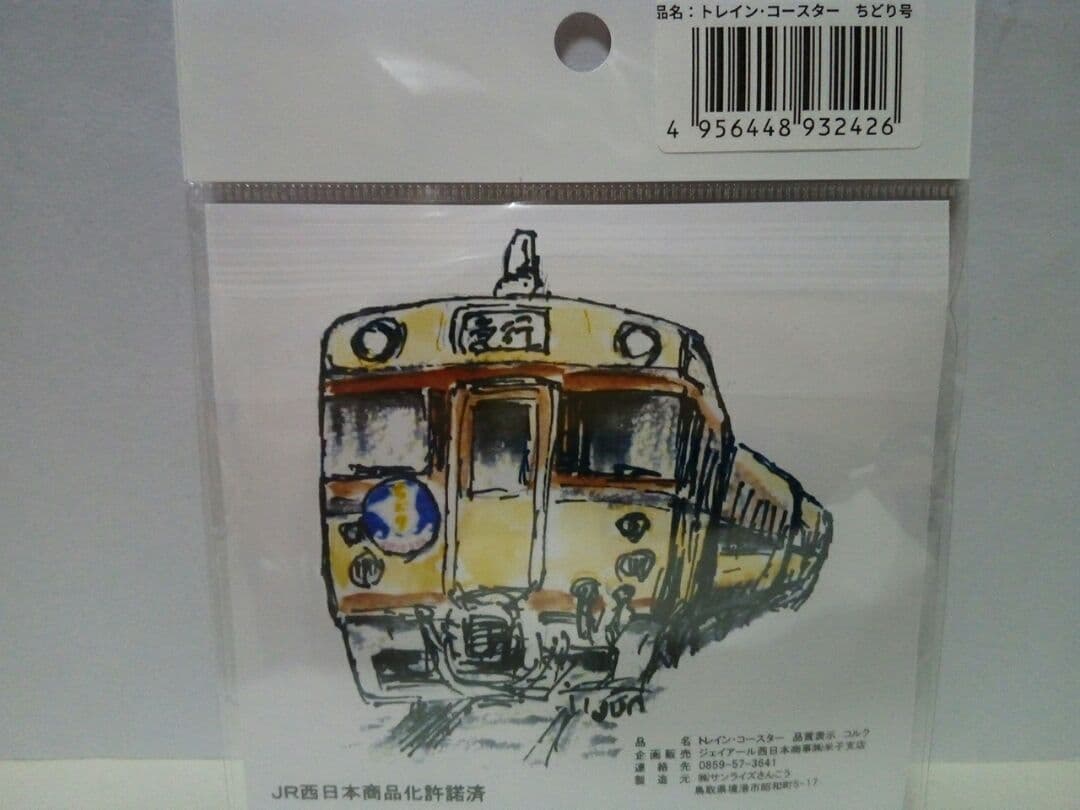 品名：トレイン・コースター　ちどり号
4 956448 932426
急行
ちどり
ijun
品　　名　トレイン・コースター　品質表示　コルク
企画販売　ジェイアール西日本商事㈱米子支店
連 絡 先　0859-57-3641
製 造 元　㈱サンライズさんこう
鳥取県境港市昭和町5-17
JR西日本商品化許諾済